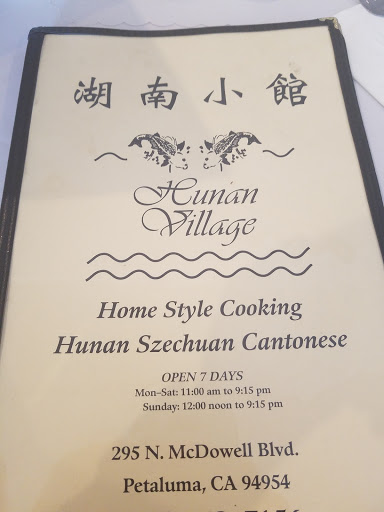 湖南小館
Hunan
Village
Home Style Cooking
Hunan Szechuan Cantonese
OPEN 7 DAYS
Mon–Sat: 11:00 am to 9:15 pm
Sunday: 12:00 noon to 9:15 pm
295 N. McDowell Blvd.
Petaluma, CA 94954